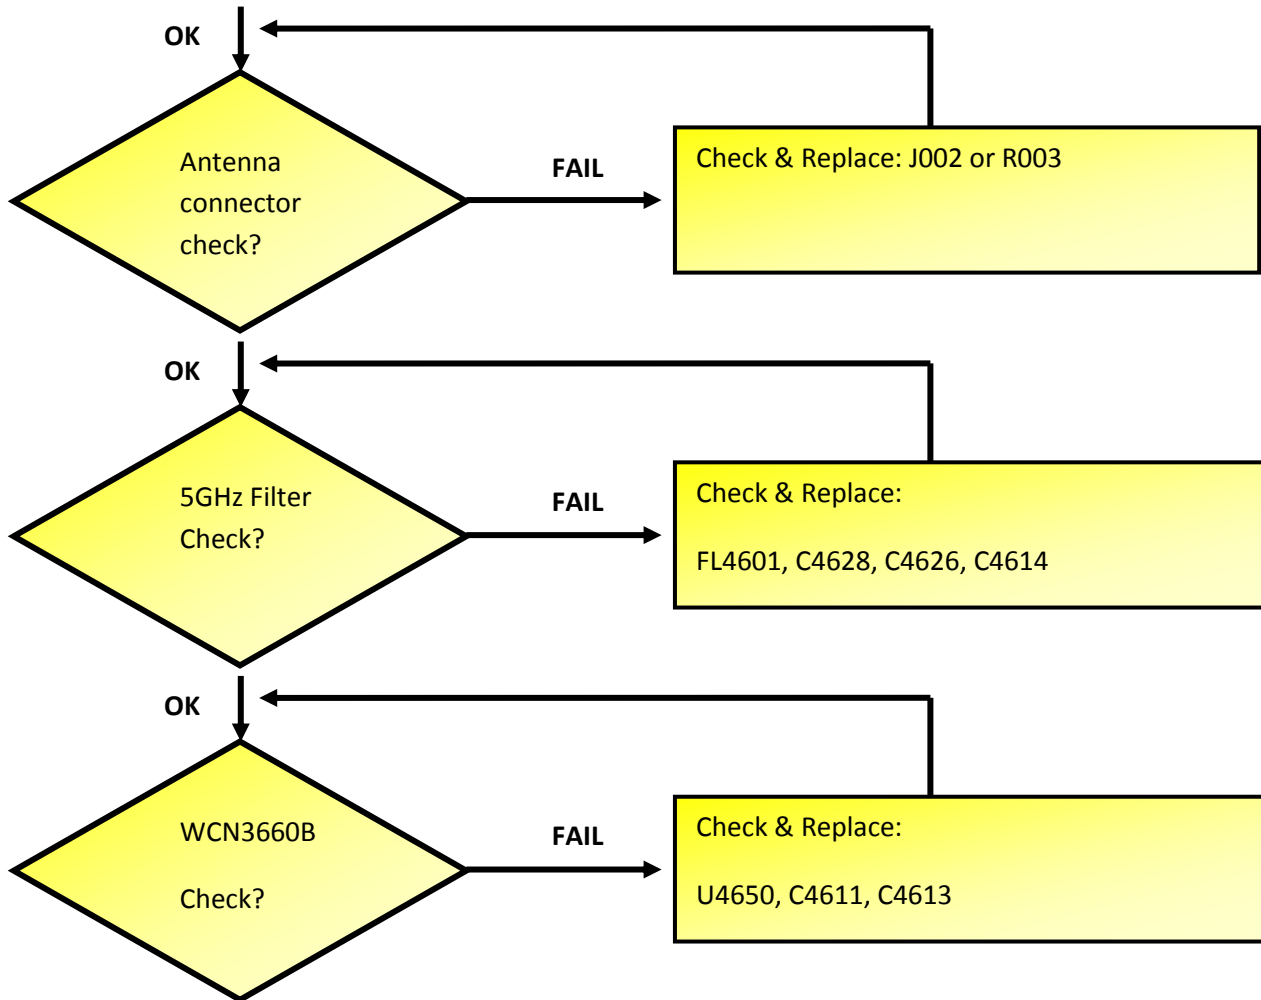 OK
Antenna
connector
check?
FAIL
Check & Replace: J002 or R003
OK
5GHz Filter
Check?
FAIL
Check & Replace:
FL4601, C4628, C4626, C4614
OK
WCN3660B
Check?
FAIL
Check & Replace:
U4650, C4611, C4613